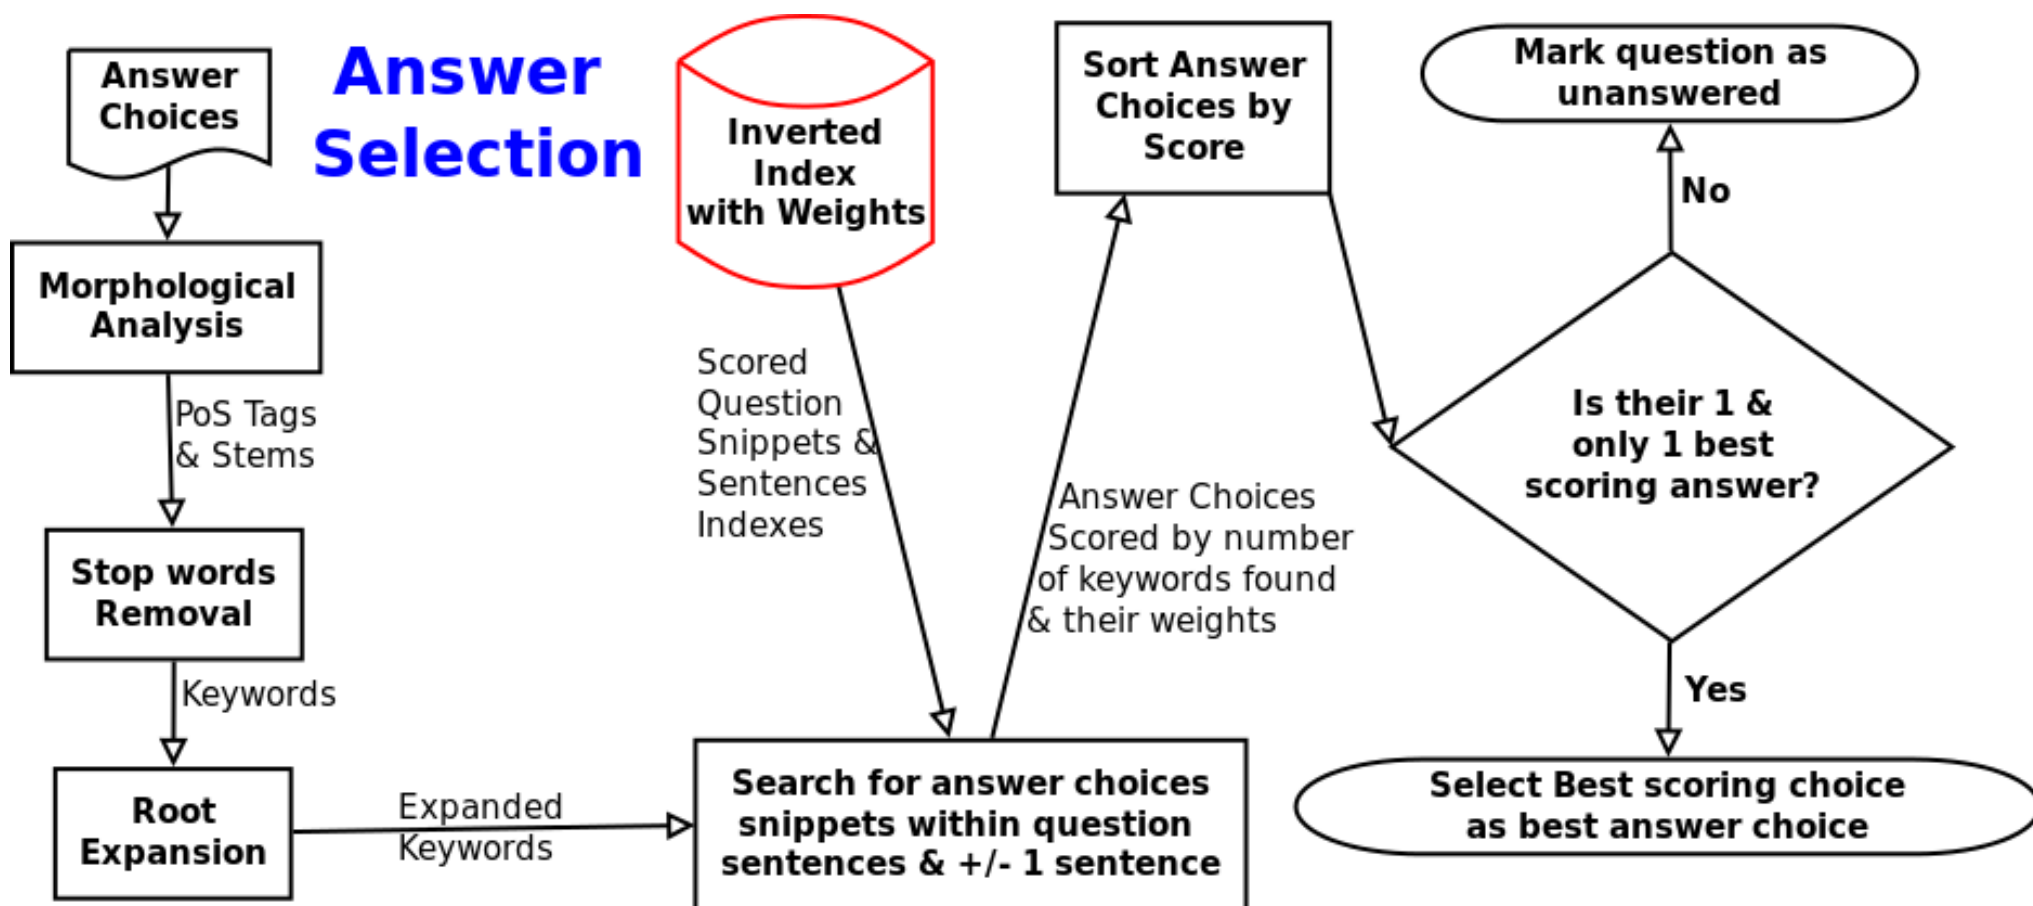 Answer
Choices
Answer
Selection
Morphological
Analysis
PoS Tags
& Stems
Stop words
Removal
Keywords
Root
Expansion
Expanded
Keywords
Inverted
Index
with Weights
Scored
Question
Snippets &
Sentences
Indexes
Search for answer choices
snippets within question
sentences & +/- 1 sentence
Answer Choices
Scored by number
of keywords found
& their weights
Sort Answer
Choices by
Score
Is their 1 &
only 1 best
scoring answer?
No
Mark question as
unanswered
Yes
Select Best scoring choice
as best answer choice